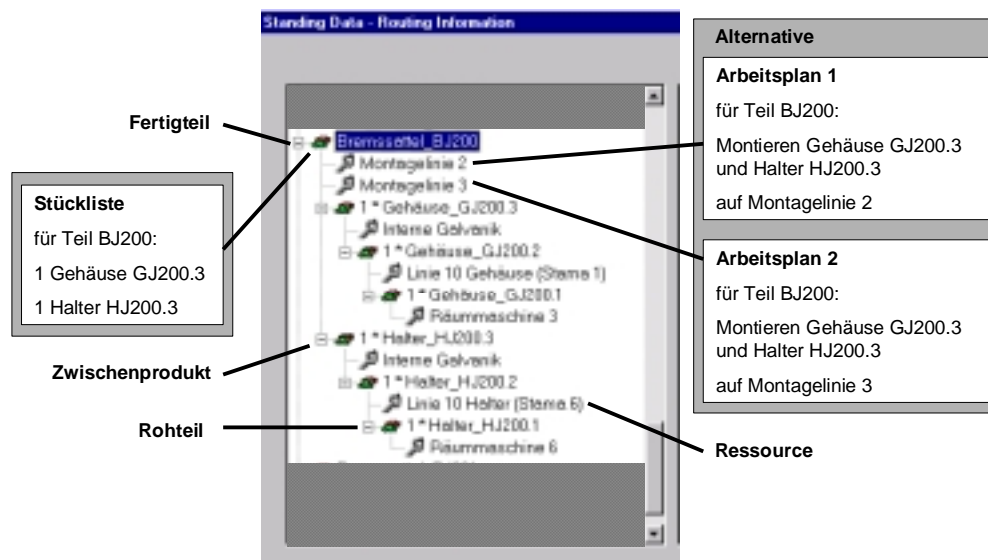 Standing Data - Routing Information
Fertigteil
Bremssattel_BJ200
Montagelinie 2
Montagelinie 3
1 * Gehäuse_GJ200.3
Interne Galvanik
1 * Gehäuse_GJ200.2
Linie 10 Gehäuse (Stama 1)
1 * Gehäuse_GJ200.1
Räummaschine 3
1 * Halter_HJ200.3
Interne Galvanik
1 * Halter_HJ200.2
Linie 10 Halter (Stama 6)
1 * Halter_HJ200.1
Räummaschine 6
Stückliste
für Teil BJ200:
1 Gehäuse GJ200.3
1 Halter HJ200.3
Zwischenprodukt
Rohteil
Alternative
Arbeitsplan 1
für Teil BJ200:
Montieren Gehäuse GJ200.3
und Halter HJ200.3
auf Montagelinie 2
Arbeitsplan 2
für Teil BJ200:
Montieren Gehäuse GJ200.3
und Halter HJ200.3
auf Montagelinie 3
Ressource